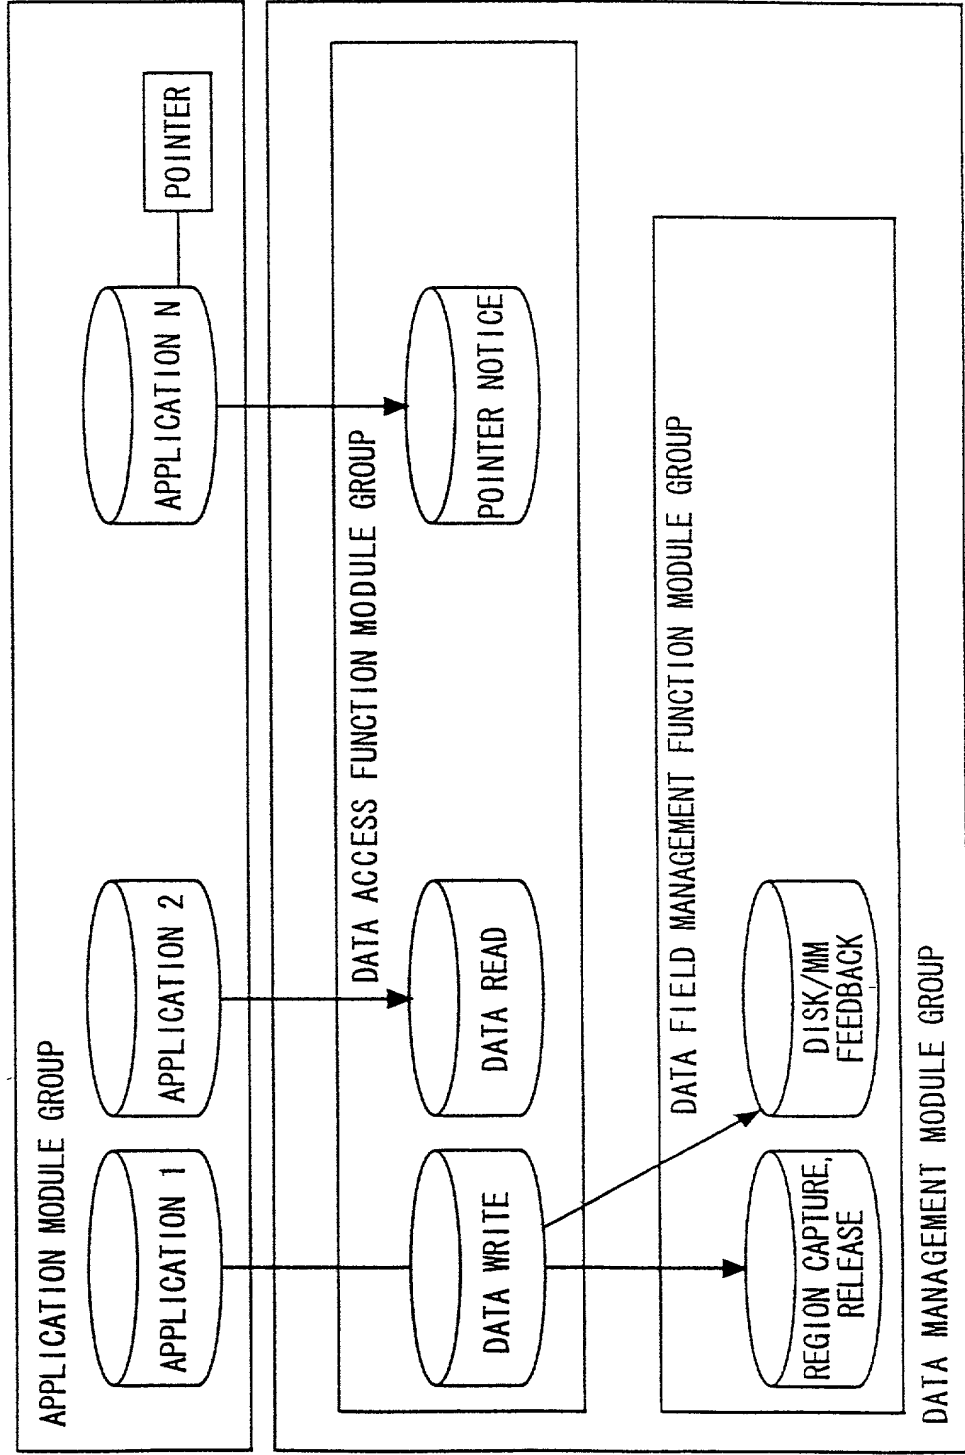 APPLICATION MODULE GROUP
APPLICATION 1
APPLICATION 2
APPLICATION N
POINTER
DATA ACCESS FUNCTION MODULE GROUP
DATA WRITE
DATA READ
POINTER NOTICE
DATA FIELD MANAGEMENT FUNCTION MODULE GROUP
REGION CAPTURE,
RELEASE
DISK/MM
FEEDBACK
DATA MANAGEMENT MODULE GROUP